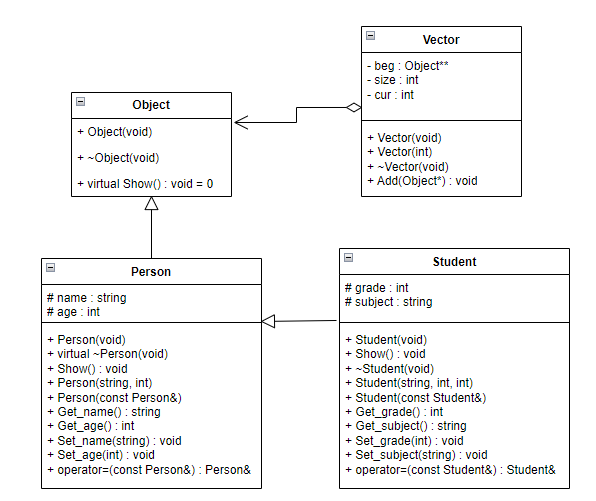 Vector
- beg : Object**
- size : int
- cur : int
+ Vector(void)
+ Vector(int)
+ ~Vector(void)
+ Add(Object*) : void
Object
+ Object(void)
+ ~Object(void)
+ virtual Show() : void = 0
Person
# name : string
# age : int
+ Person(void)
+ virtual ~Person(void)
+ Show() : void
+ Person(string, int)
+ Person(const Person&)
+ Get_name() : string
+ Get_age() : int
+ Set_name(string) : void
+ Set_age(int) : void
+ operator=(const Person&) : Person&
Student
# grade : int
# subject : string
+ Student(void)
+ Show() : void
+ ~Student(void)
+ Student(string, int, int)
+ Student(const Student&)
+ Get_grade() : int
+ Get_subject() : string
+ Set_grade(int) : void
+ Set_subject(string) : void
+ operator=(const Student&) : Student&